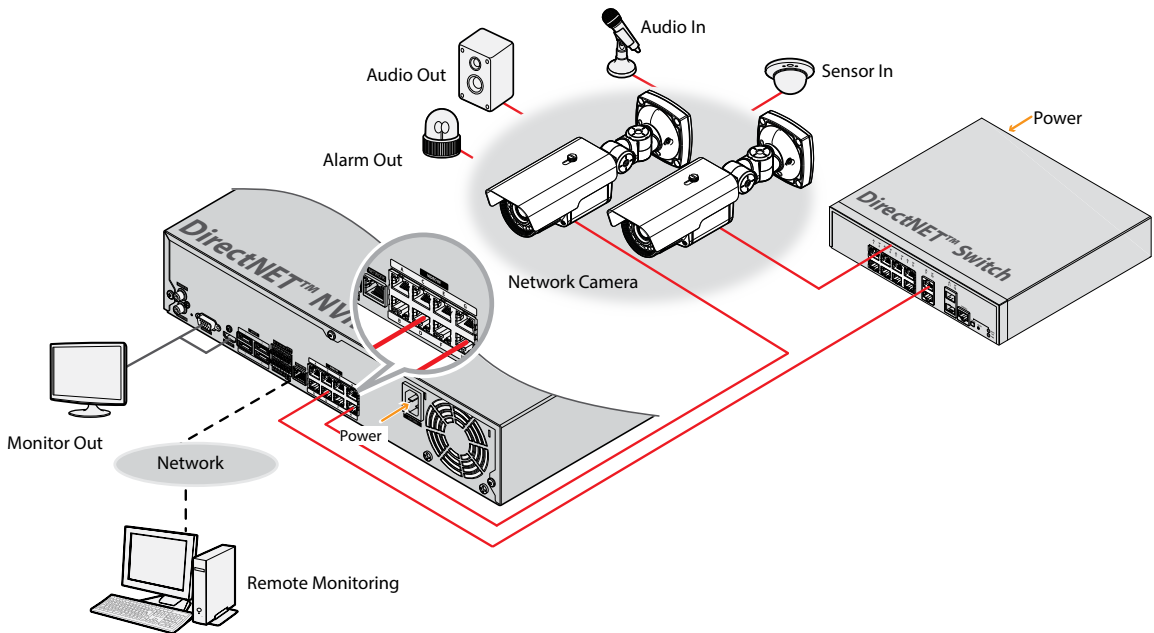 Audio In
Audio Out
Sensor In
Power
Alarm Out
DirectNET™ Switch
Network Camera
DirectNET™
Monitor Out
Power
Network
Remote Monitoring